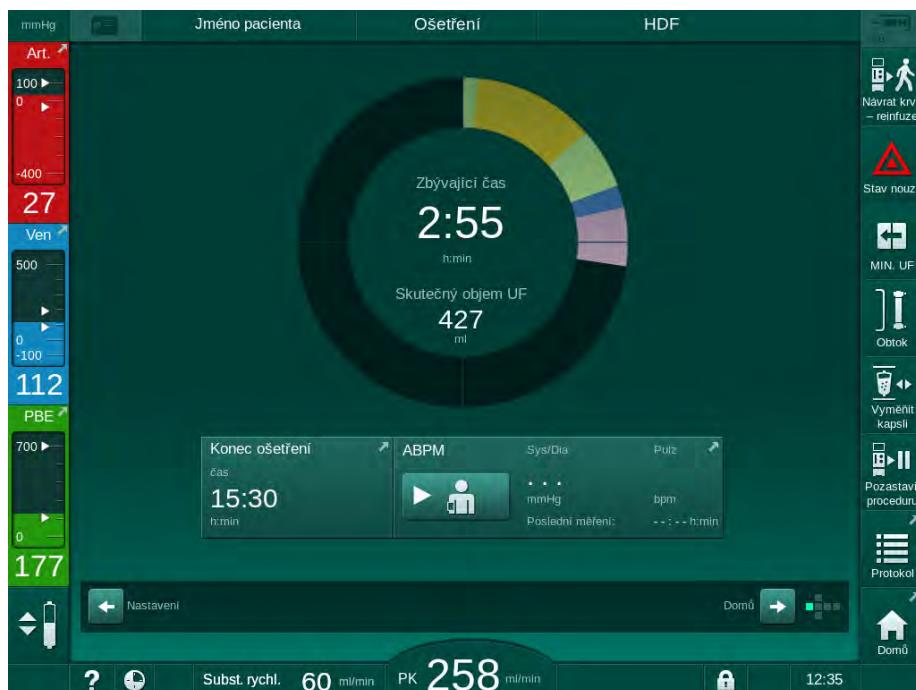 mmHg
Jméno pacienta
Ošetření
HDF
Art.
100
0
-400
27
Ven
500
0
-100
112
PBE
700
0
177
Zbývající čas
2:55
h:min
Skutečný objem UF
427
ml
Konec ošetření
čas
15:30
h:min
ABPM
Sys/Dia
Pulz
. . .
mmHg
bpm
Poslední měření:
--:-- h:min
Nastavení
Domů
Návrat krv
– reinfuze
Stav nouz
MIN. UF
Obtok
Vyměnit
kapsli
Pozastavi
proceduru
Protokol
Domů
?
Subst. rychl.
60 ml/min
PK 258 ml/min
12:35